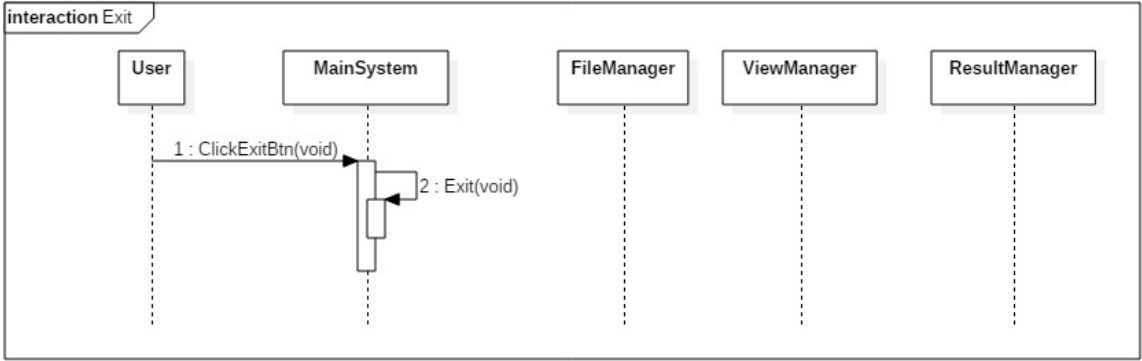 interaction Exit
User
MainSystem
FileManager
ViewManager
ResultManager
1 : ClickExitBtn(void)
2 : Exit(void)